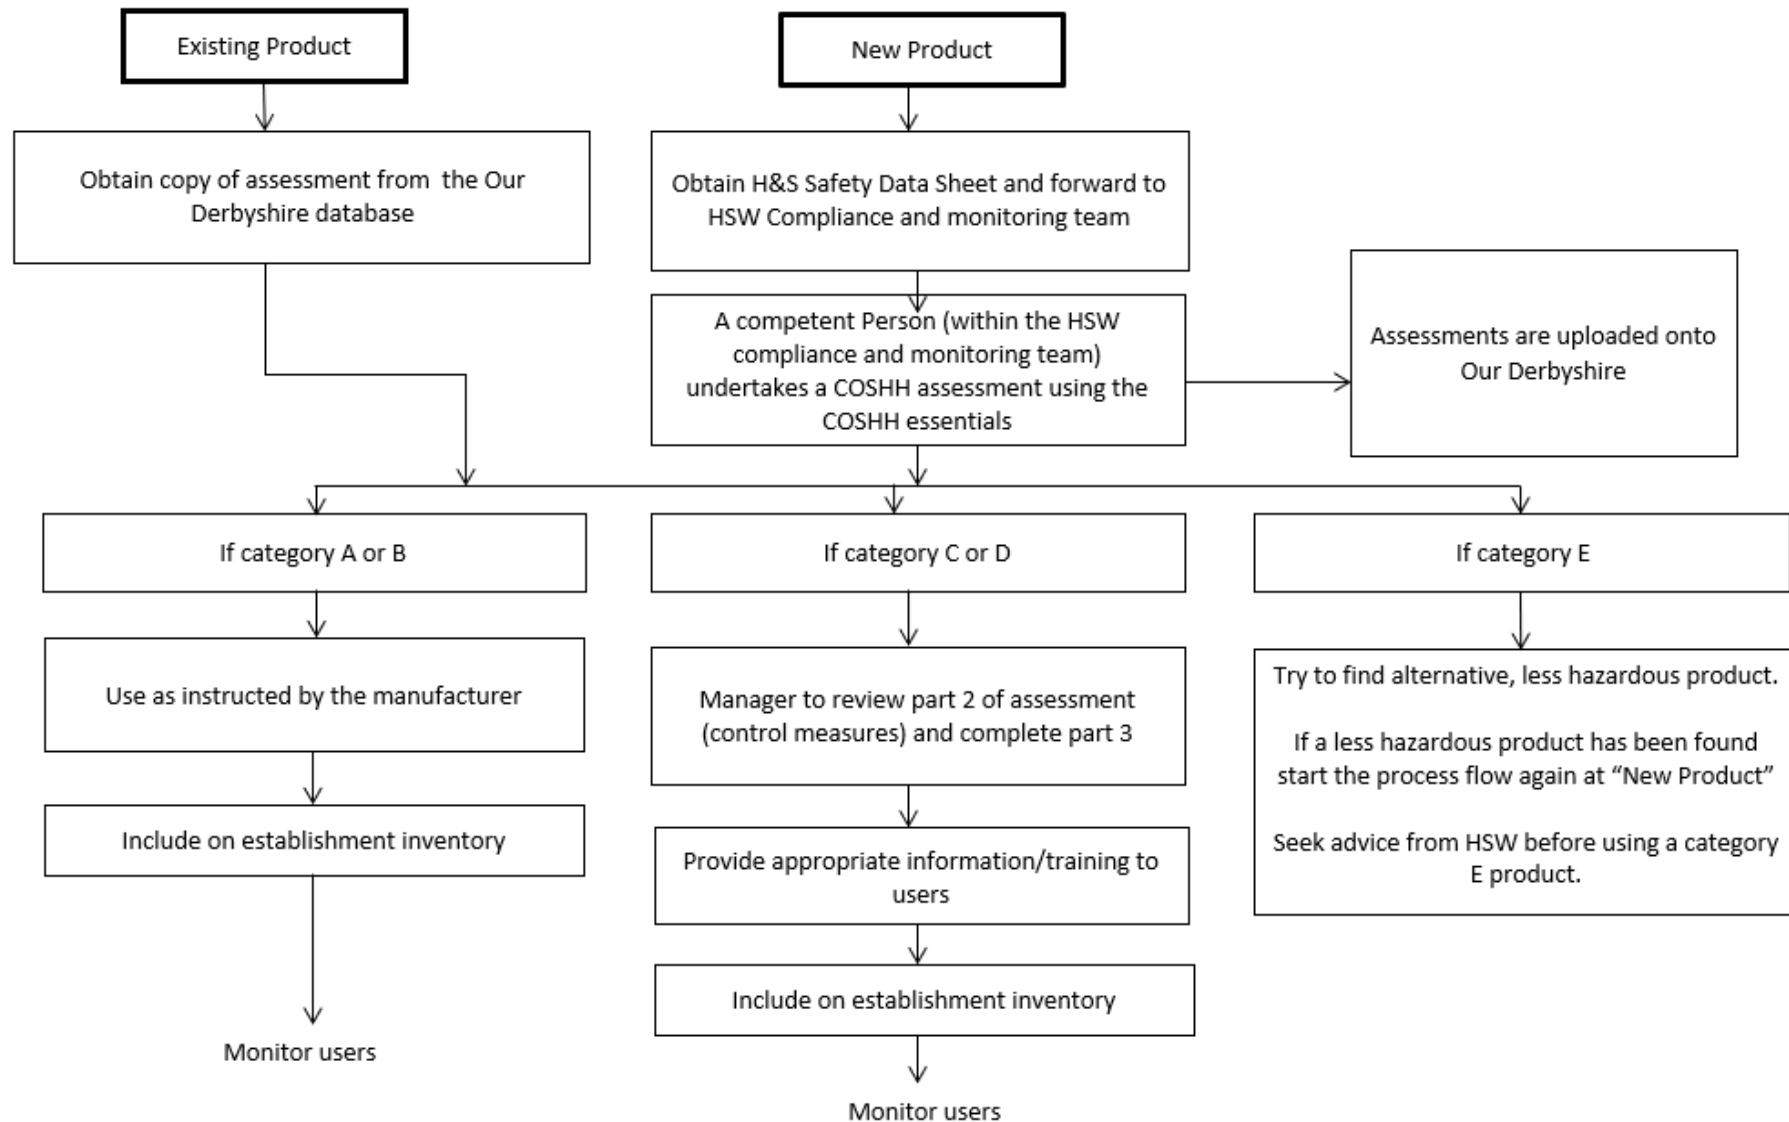 Existing Product
New Product
Obtain copy of assessment from the Our
Derbyshire database
Obtain H&S Safety Data Sheet and forward to
HSW Compliance and monitoring team
A competent Person (within the HSW
compliance and monitoring team)
undertakes a COSHH assessment using the
COSHH essentials
Assessments are uploaded onto
Our Derbyshire
If category A or B
If category C or D
If category E
Use as instructed by the manufacturer
Manager to review part 2 of assessment
(control measures) and complete part 3
Try to find alternative, less hazardous product.
If a less hazardous product has been found
start the process flow again at “New Product”
Seek advice from HSW before using a category
E product.
Include on establishment inventory
Provide appropriate information/training to
users
Include on establishment inventory
Monitor users
Monitor users